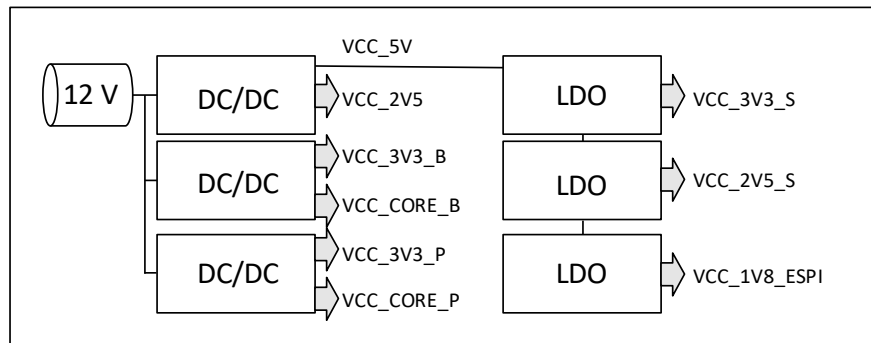 12 V
DC/DC
VCC_5V
VCC_2V5
DC/DC
VCC_3V3_B
VCC_CORE_B
DC/DC
VCC_3V3_P
VCC_CORE_P
LDO
VCC_3V3_S
LDO
VCC_2V5_S
LDO
VCC_1V8_ESPI